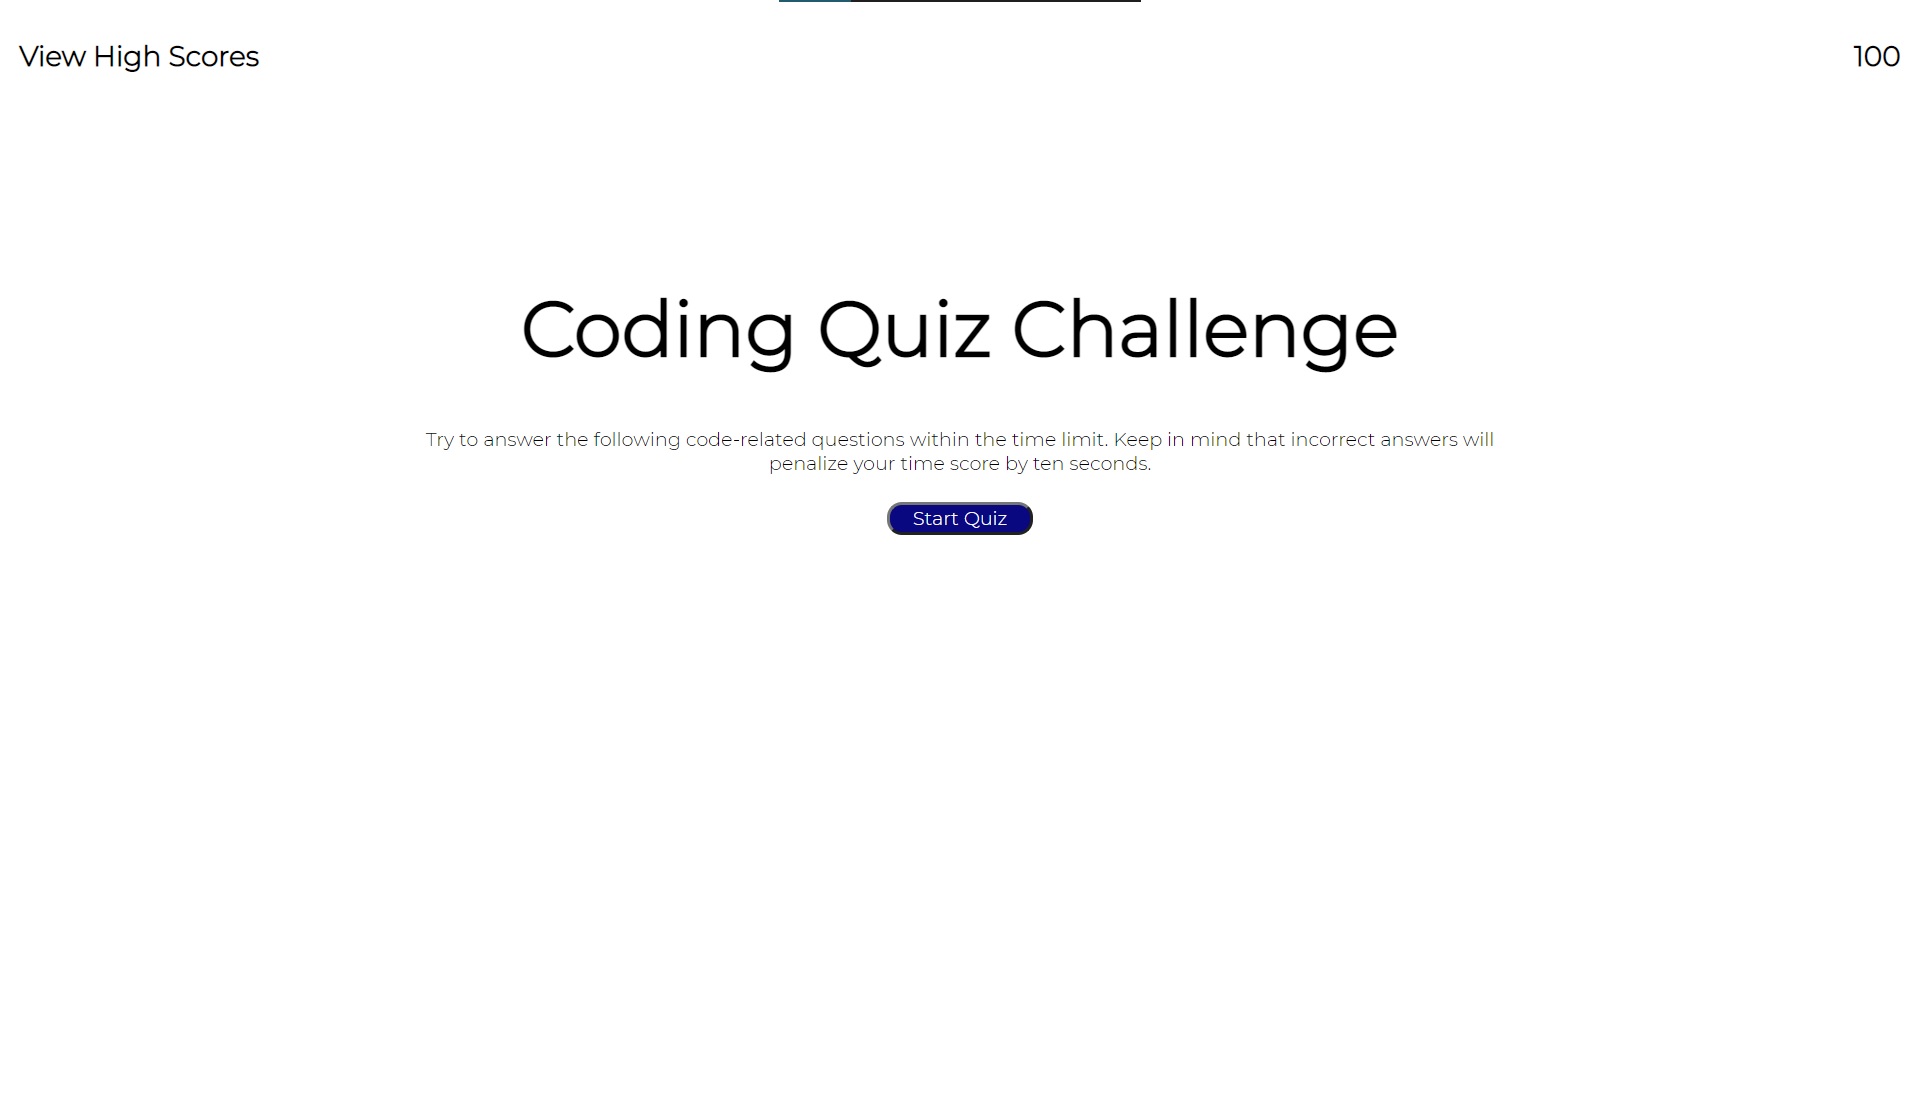 View High Scores
100
Coding Quiz Challenge
Try to answer the following code-related questions within the time limit. Keep in mind that incorrect answers will
penalize your time score by ten seconds.
Start Quiz